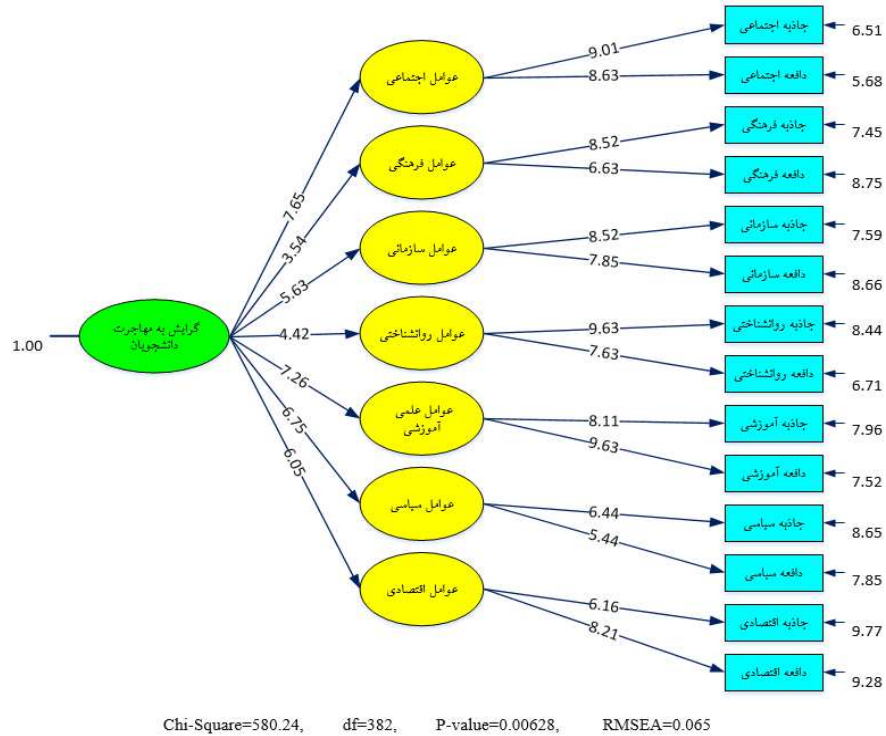 جاذبه اجتماعی
6.51
9.01
عوامل اجتماعی
8.63
دافعه اجتماعی
5.68
جاذبه فرهنگی
7.45
8.52
عوامل فرهنگی
6.63
دافعه فرهنگی
8.75
7.65
3.54
جاذبه سازمانی
7.59
8.52
عوامل سازمانی
7.85
دافعه سازمانی
8.66
5.63
گرایش به مهاجرت
دانشجویان
1.00
4.42
عوامل روانشناختی
9.63
جاذبه روانشناختی
8.44
7.63
دافعه روانشناختی
6.71
7.26
عوامل علمی
آموزشی
8.11
جاذبه آموزشی
7.96
9.63
دافعه آموزشی
7.52
6.75
6.05
عوامل سیاسی
6.44
جاذبه سیاسی
8.65
5.44
دافعه سیاسی
7.85
عوامل اقتصادی
6.16
جاذبه اقتصادی
9.77
8.21
دافعه اقتصادی
9.28
Chi-Square=580.24, df=382, P-value=0.00628, RMSEA=0.065